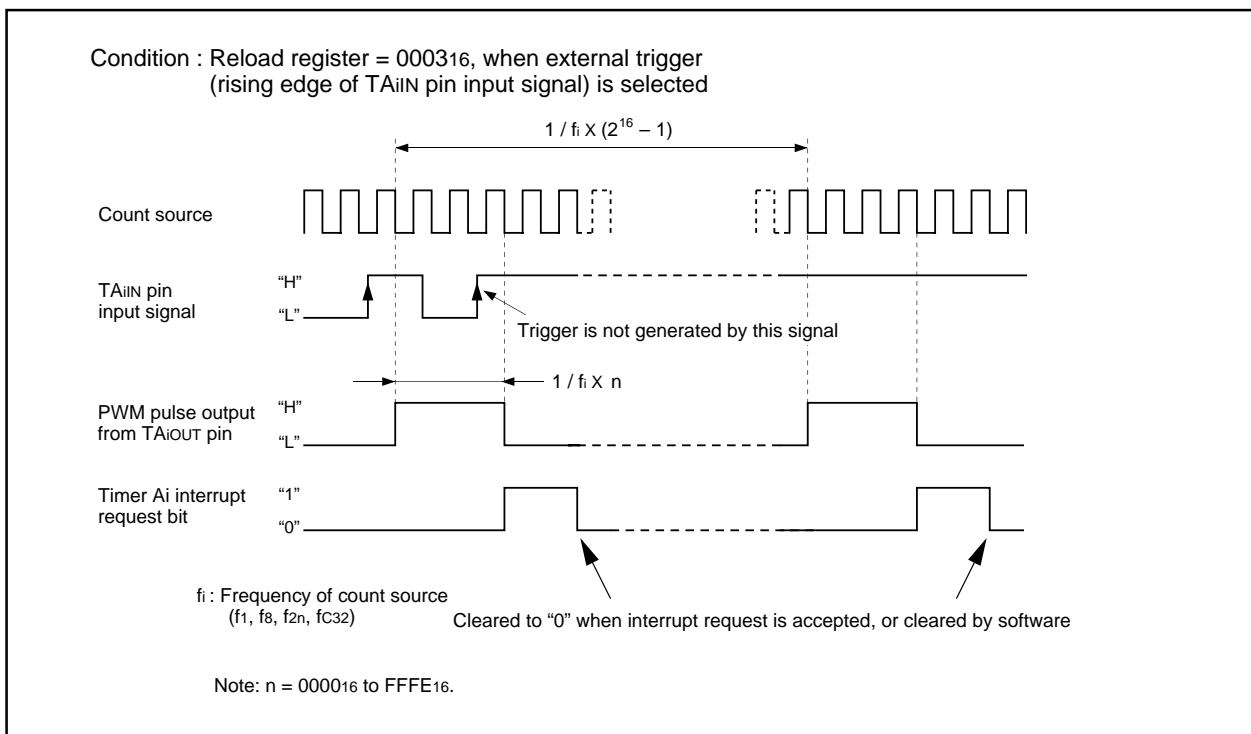 Condition : Reload register = 000316, when external trigger
(rising edge of TAiIN pin input signal) is selected
1 / fi X (2^16 – 1)
Count source
TAiIN pin
input signal
“H”
“L”
Trigger is not generated by this signal
1 / fi X n
PWM pulse output
from TAiOUT pin
“H”
“L”
Timer Ai interrupt
request bit
“1”
“0”
fi : Frequency of count source
(f1, f8, f2n, fC32)
Cleared to “0” when interrupt request is accepted, or cleared by software
Note: n = 000016 to FFFE16.